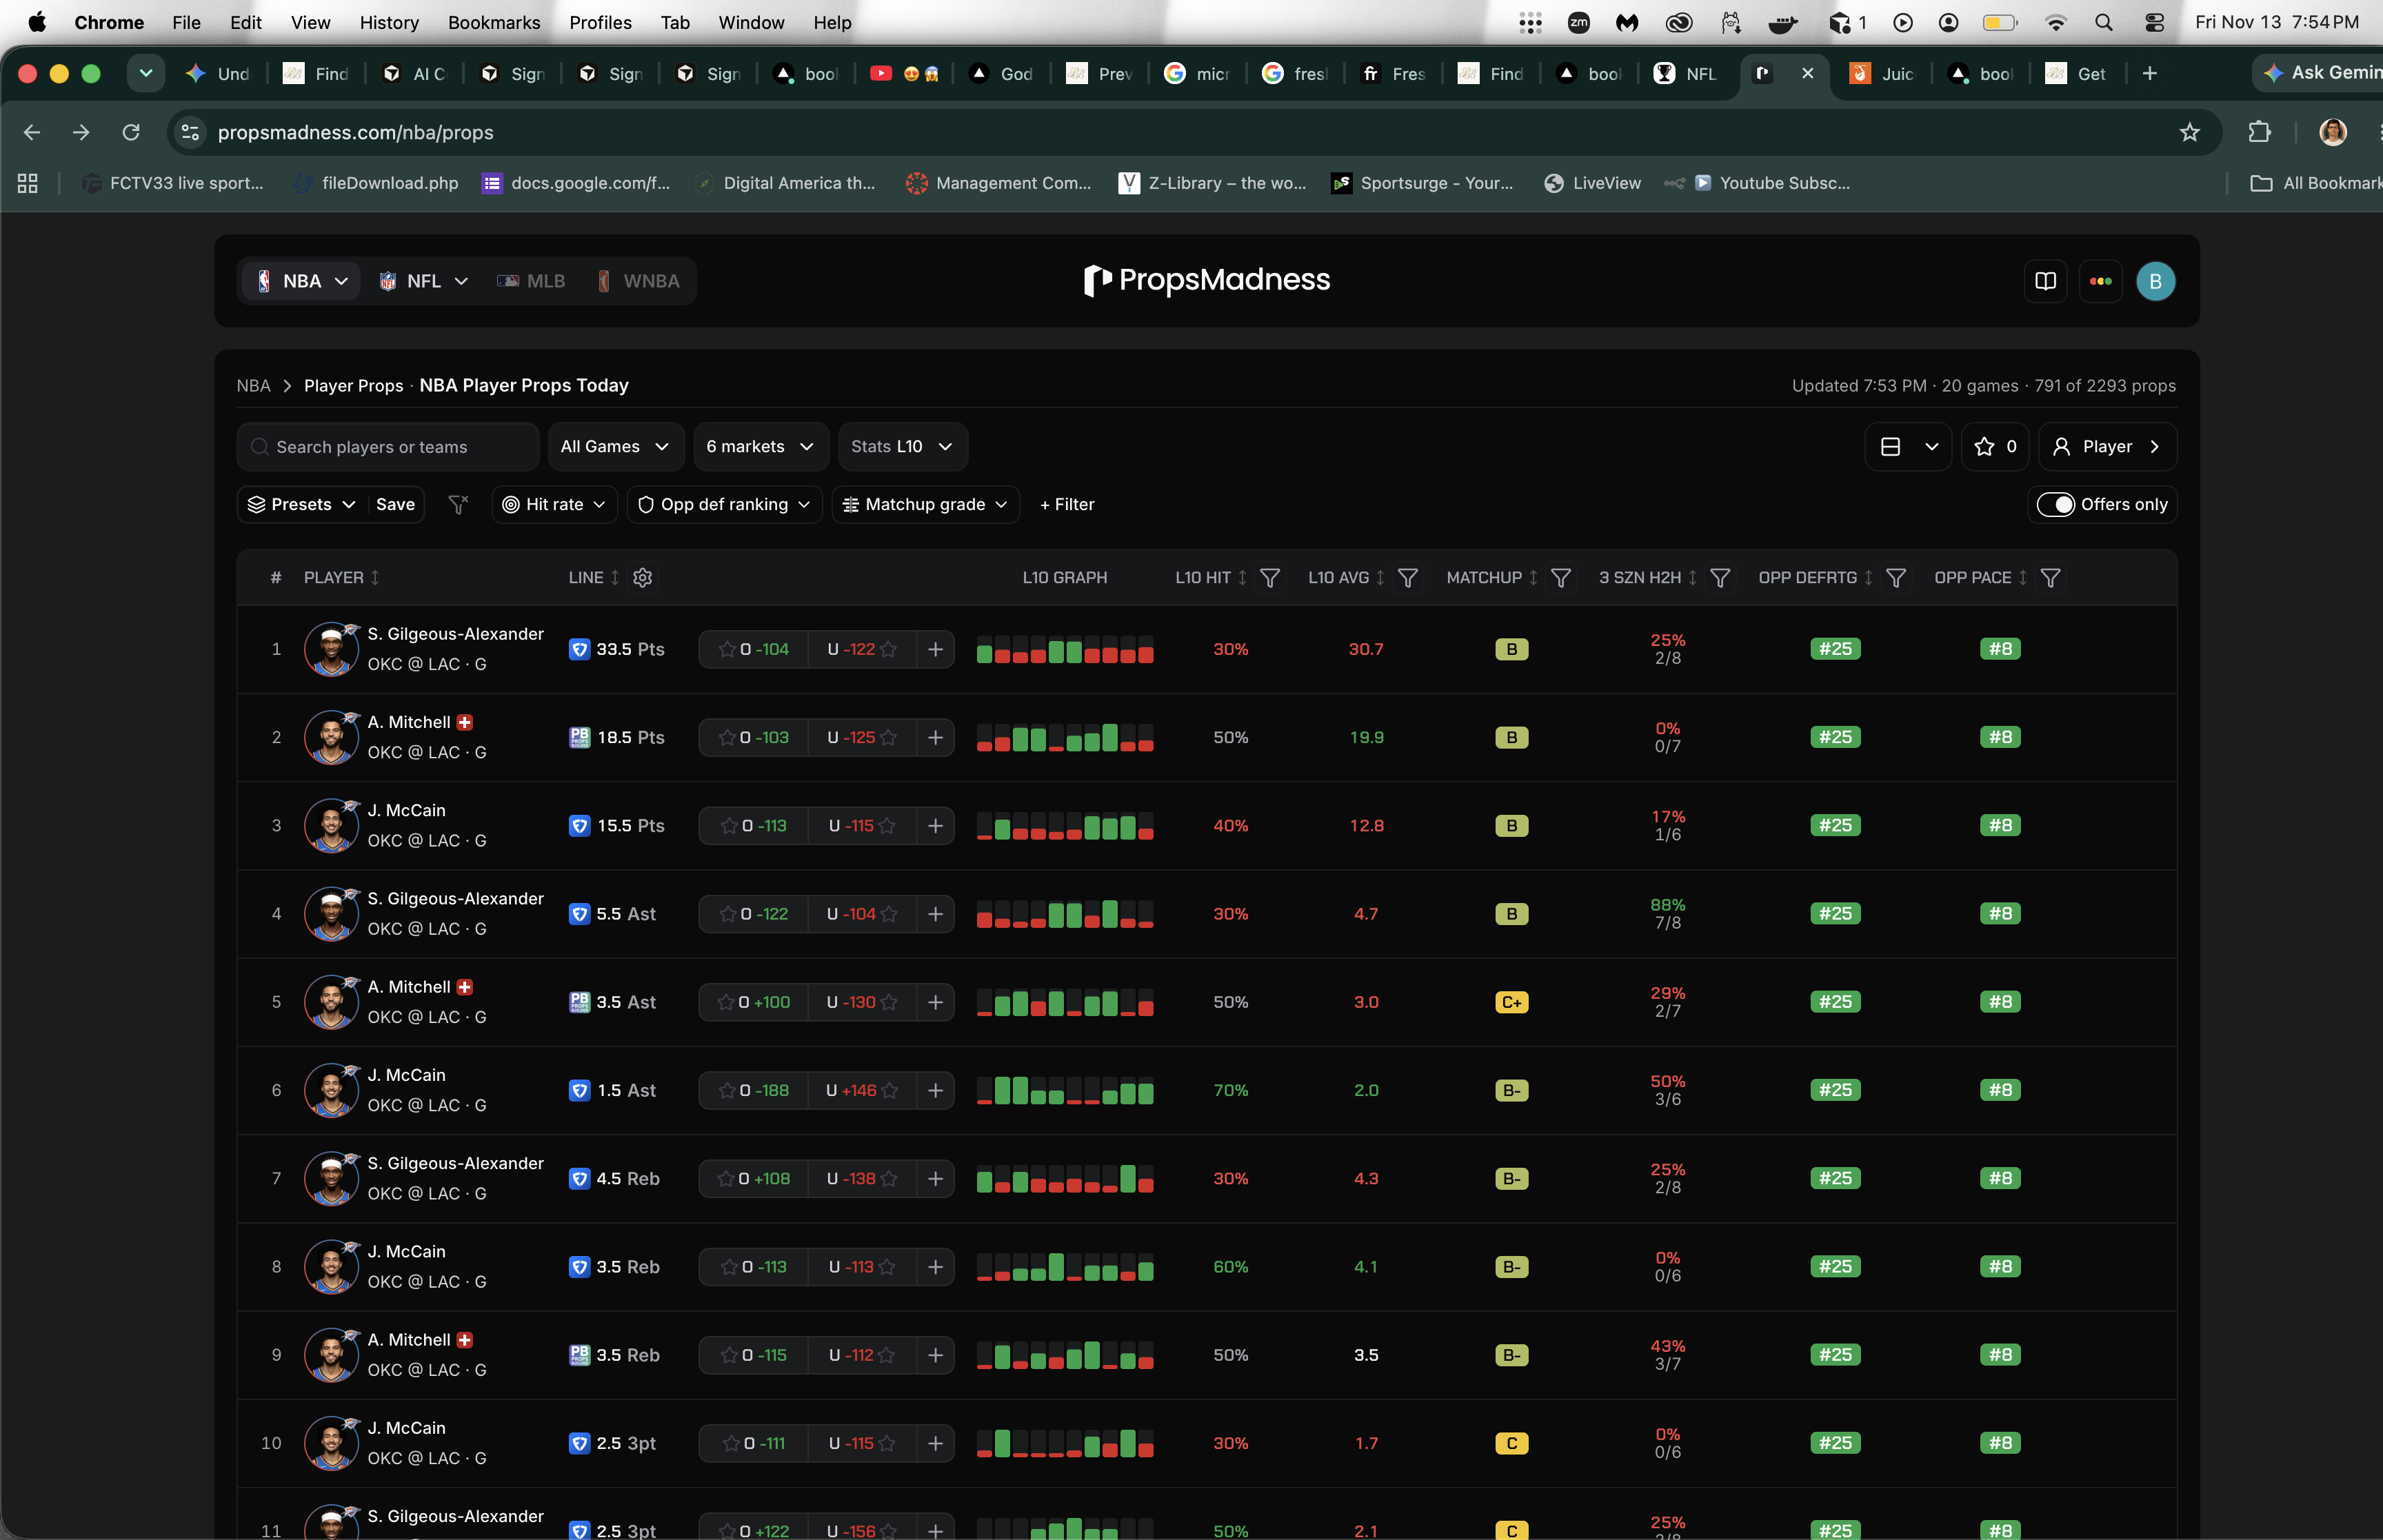 Chrome File Edit View History Bookmarks Profiles Tab Window Help zm 1 Fri Nov 13 7:54 PM
Und Find AI C Sign Sign Sign bool God Prev micr fresl fr Fres Find bool NFL Juic bool Get Ask Gemin
propsmadness.com/nba/props
FCTV33 live sport... fileDownload.php docs.google.com/f... Digital America th... Management Com... Z-Library – the wo... Sportsurge - Your... LiveView Youtube Subsc... All Bookmark
NBA NFL MLB WNBA PropsMadness B
NBA > Player Props · NBA Player Props Today Updated 7:53 PM · 20 games · 791 of 2293 props
Search players or teams All Games 6 markets Stats L10 0 Player >
Presets Save Hit rate Opp def ranking Matchup grade + Filter Offers only
# PLAYER LINE L10 GRAPH L10 HIT L10 AVG MATCHUP 3 SZN H2H OPP DEFRTG OPP PACE
1 S. Gilgeous-Alexander 33.5 Pts O -104 U -122 + 30% 30.7 B 25% #25 #8
OKC @ LAC · G 2/8
2 A. Mitchell PB 18.5 Pts O -103 U -125 + 50% 19.9 B 0% #25 #8
OKC @ LAC · G 0/7
3 J. McCain 15.5 Pts O -113 U -115 + 40% 12.8 B 17% #25 #8
OKC @ LAC · G 1/6
4 S. Gilgeous-Alexander 5.5 Ast O -122 U -104 + 30% 4.7 B 88% #25 #8
OKC @ LAC · G 7/8
5 A. Mitchell PB 3.5 Ast O +100 U -130 + 50% 3.0 C+ 29% #25 #8
OKC @ LAC · G 2/7
6 J. McCain 1.5 Ast O -188 U +146 + 70% 2.0 B- 50% #25 #8
OKC @ LAC · G 3/6
7 S. Gilgeous-Alexander 4.5 Reb O +108 U -138 + 30% 4.3 B- 25% #25 #8
OKC @ LAC · G 2/8
8 J. McCain 3.5 Reb O -113 U -113 + 60% 4.1 B- 0% #25 #8
OKC @ LAC · G 0/6
9 A. Mitchell PB 3.5 Reb O -115 U -112 + 50% 3.5 B- 43% #25 #8
OKC @ LAC · G 3/7
10 J. McCain 2.5 3pt O -111 U -115 + 30% 1.7 C 0% #25 #8
OKC @ LAC · G 0/6
11 S. Gilgeous-Alexander 2.5 3pt O +122 U -156 + 50% 2.1 C 25% #25 #8